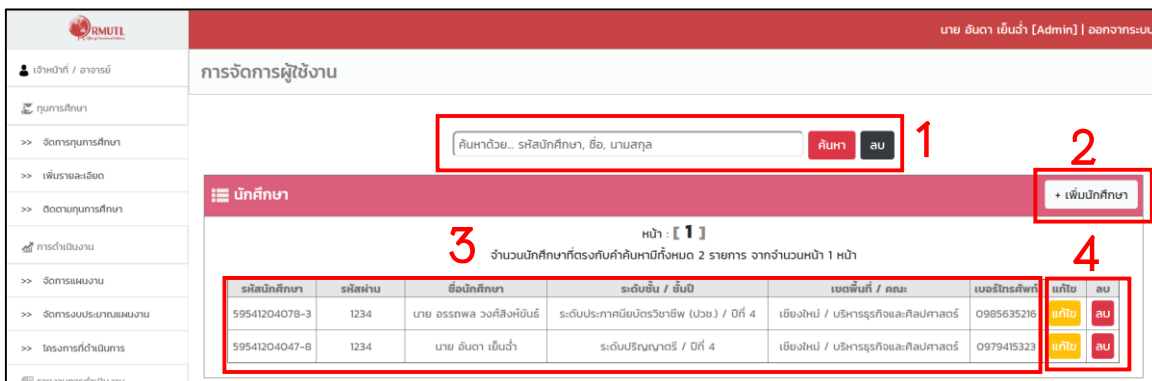 RMUTL
นาย อันดา เย็นฉ่ำ [Admin] | ออกจากระบบ
เจ้าหน้าที่ / อาจารย์
การจัดการผู้ใช้งาน
ทุนการศึกษา
>> จัดการทุนการศึกษา
ค้นหาด้วย... รหัสนักศึกษา, ชื่อ, นามสกุล
ค้นหา
ลบ
1
2
>> เพิ่มรายละเอียด
นักศึกษา
+ เพิ่มนักศึกษา
>> ติดตามทุนการศึกษา
หน้า : [ 1 ]
การดำเนินงาน
3
จำนวนนักศึกษาที่ตรงกับคำค้นหามีทั้งหมด 2 รายการ จากจำนวนหน้า 1 หน้า
4
>> จัดการแผนงาน
รหัสนักศึกษา รหัสผ่าน ชื่อนักศึกษา ระดับชั้น / ชั้นปี เขตพื้นที่ / คณะ เบอร์โทรศัพท์ แก้ไข ลบ
59541204078-3 1234 นาย อรรถพล วงศ์สิงห์ขันธ์ ระดับประกาศนียบัตรวิชาชีพ (ปวช.) / ปีที่ 4 เชียงใหม่ / บริหารธุรกิจและศิลปศาสตร์ 0985635216 แก้ไข ลบ
>> จัดการงบประมาณแผนงาน
59541204047-8 1234 นาย อันดา เย็นฉ่ำ ระดับปริญญาตรี / ปีที่ 4 เชียงใหม่ / บริหารธุรกิจและศิลปศาสตร์ 0979415323 แก้ไข ลบ
>> โครงการที่ดำเนินการ